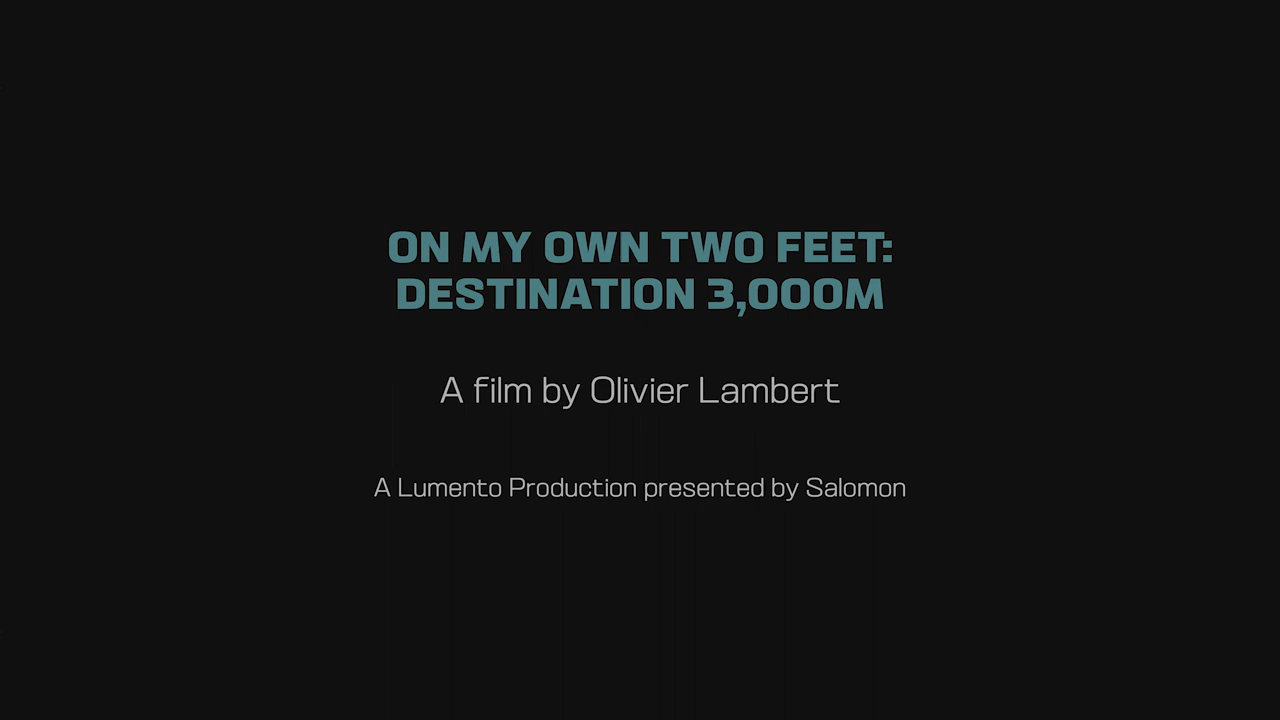 ON MY OWN TWO FEET:
DESTINATION 3,000M
A film by Olivier Lambert
A Lumento Production presented by Salomon